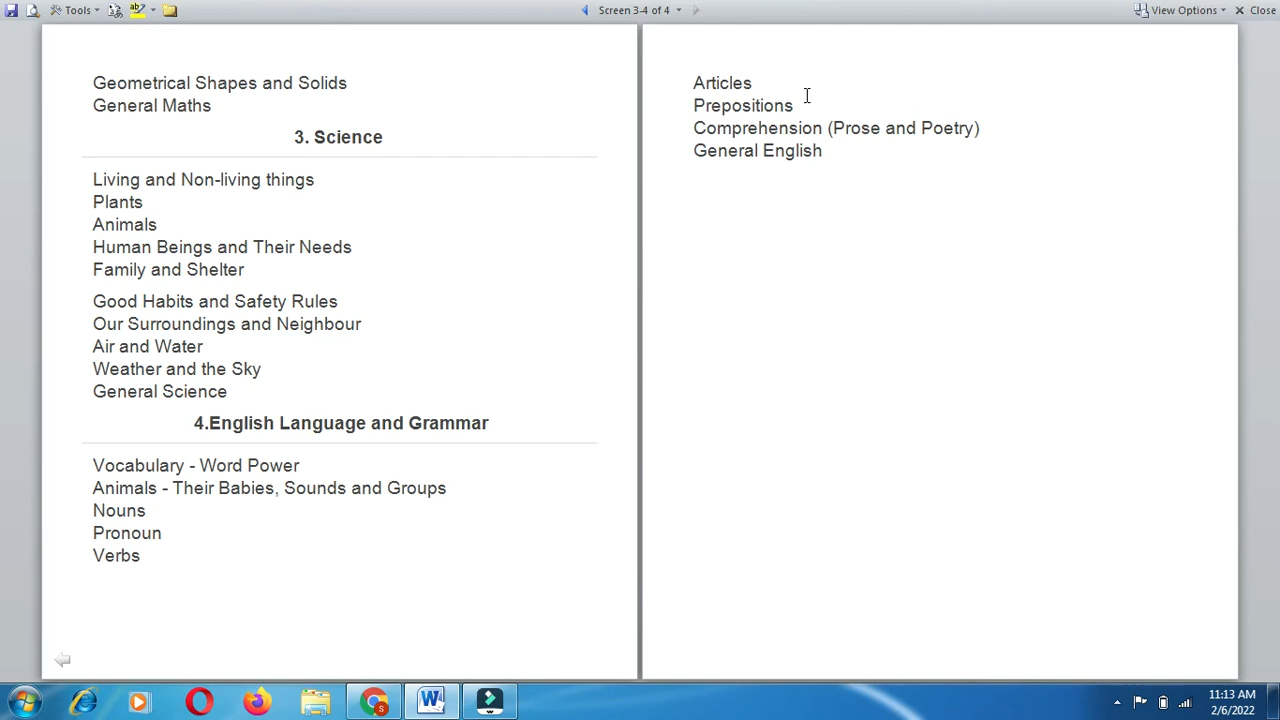 Tools
Screen 3-4 of 4
View Options
Close
Geometrical Shapes and Solids
General Maths
3. Science
Living and Non-living things
Plants
Animals
Human Beings and Their Needs
Family and Shelter
Good Habits and Safety Rules
Our Surroundings and Neighbour
Air and Water
Weather and the Sky
General Science
4.English Language and Grammar
Vocabulary - Word Power
Animals - Their Babies, Sounds and Groups
Nouns
Pronoun
Verbs
Articles
Prepositions
Comprehension (Prose and Poetry)
General English
11:13 AM
2/6/2022